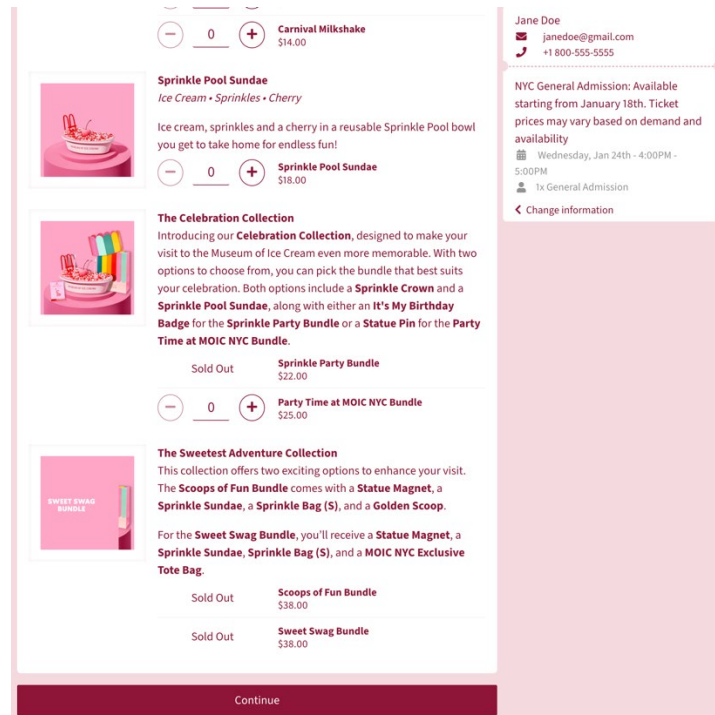 0
Carnival Milkshake
$14.00
Sprinkle Pool Sundae
Ice Cream • Sprinkles • Cherry
Ice cream, sprinkles and a cherry in a reusable Sprinkle Pool bowl
you get to take home for endless fun!
0
Sprinkle Pool Sundae
$18.00
The Celebration Collection
Introducing our Celebration Collection, designed to make your
visit to the Museum of Ice Cream even more memorable. With two
options to choose from, you can pick the bundle that best suits
your celebration. Both options include a Sprinkle Crown and a
Sprinkle Pool Sundae, along with either an It's My Birthday
Badge for the Sprinkle Party Bundle or a Statue Pin for the Party
Time at MOIC NYC Bundle.
Sold Out
Sprinkle Party Bundle
$22.00
0
Party Time at MOIC NYC Bundle
$25.00
SWEET SWAG
BUNDLE
The Sweetest Adventure Collection
This collection offers two exciting options to enhance your visit.
The Scoops of Fun Bundle comes with a Statue Magnet, a
Sprinkle Sundae, a Sprinkle Bag (S), and a Golden Scoop.
For the Sweet Swag Bundle, you'll receive a Statue Magnet, a
Sprinkle Sundae, Sprinkle Bag (S), and a MOIC NYC Exclusive
Tote Bag.
Sold Out
Scoops of Fun Bundle
$38.00
Sold Out
Sweet Swag Bundle
$38.00
Continue
Jane Doe
janedoe@gmail.com
+1 800-555-5555
NYC General Admission: Available
starting from January 18th. Ticket
prices may vary based on demand and
availability
Wednesday, Jan 24th - 4:00PM -
5:00PM
1x General Admission
Change information